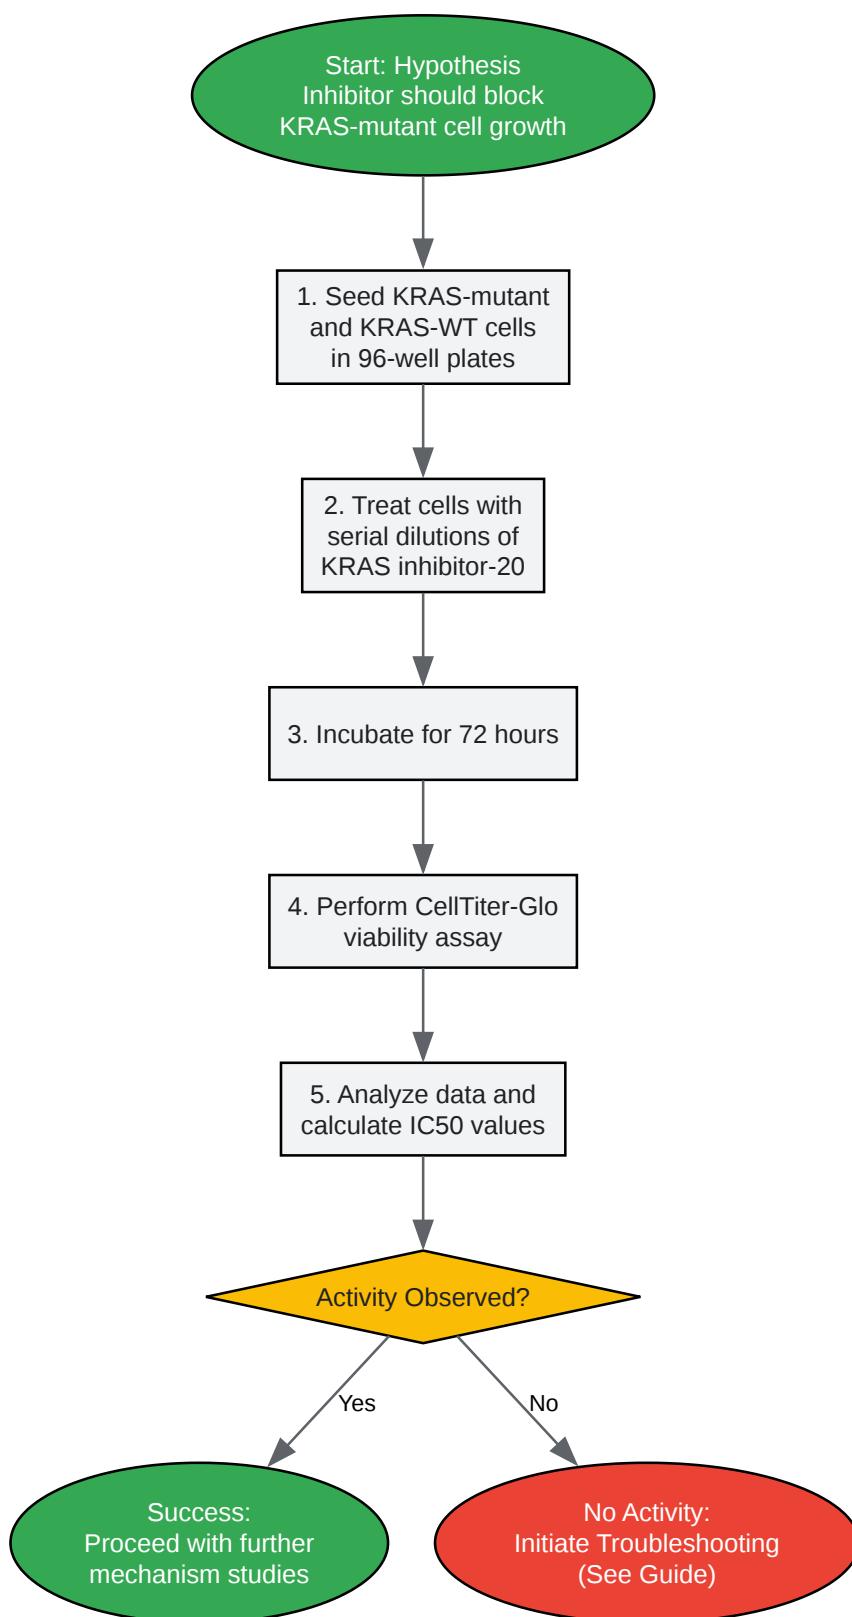 Start: Hypothesis
Inhibitor should block
KRAS-mutant cell growth
1. Seed KRAS-mutant
and KRAS-WT cells
in 96-well plates
2. Treat cells with
serial dilutions of
KRAS inhibitor-20
3. Incubate for 72 hours
4. Perform CellTiter-Glo
viability assay
5. Analyze data and
calculate IC50 values
Activity Observed?
Yes
No
Success:
Proceed with further
mechanism studies
No Activity:
Initiate Troubleshooting
(See Guide)